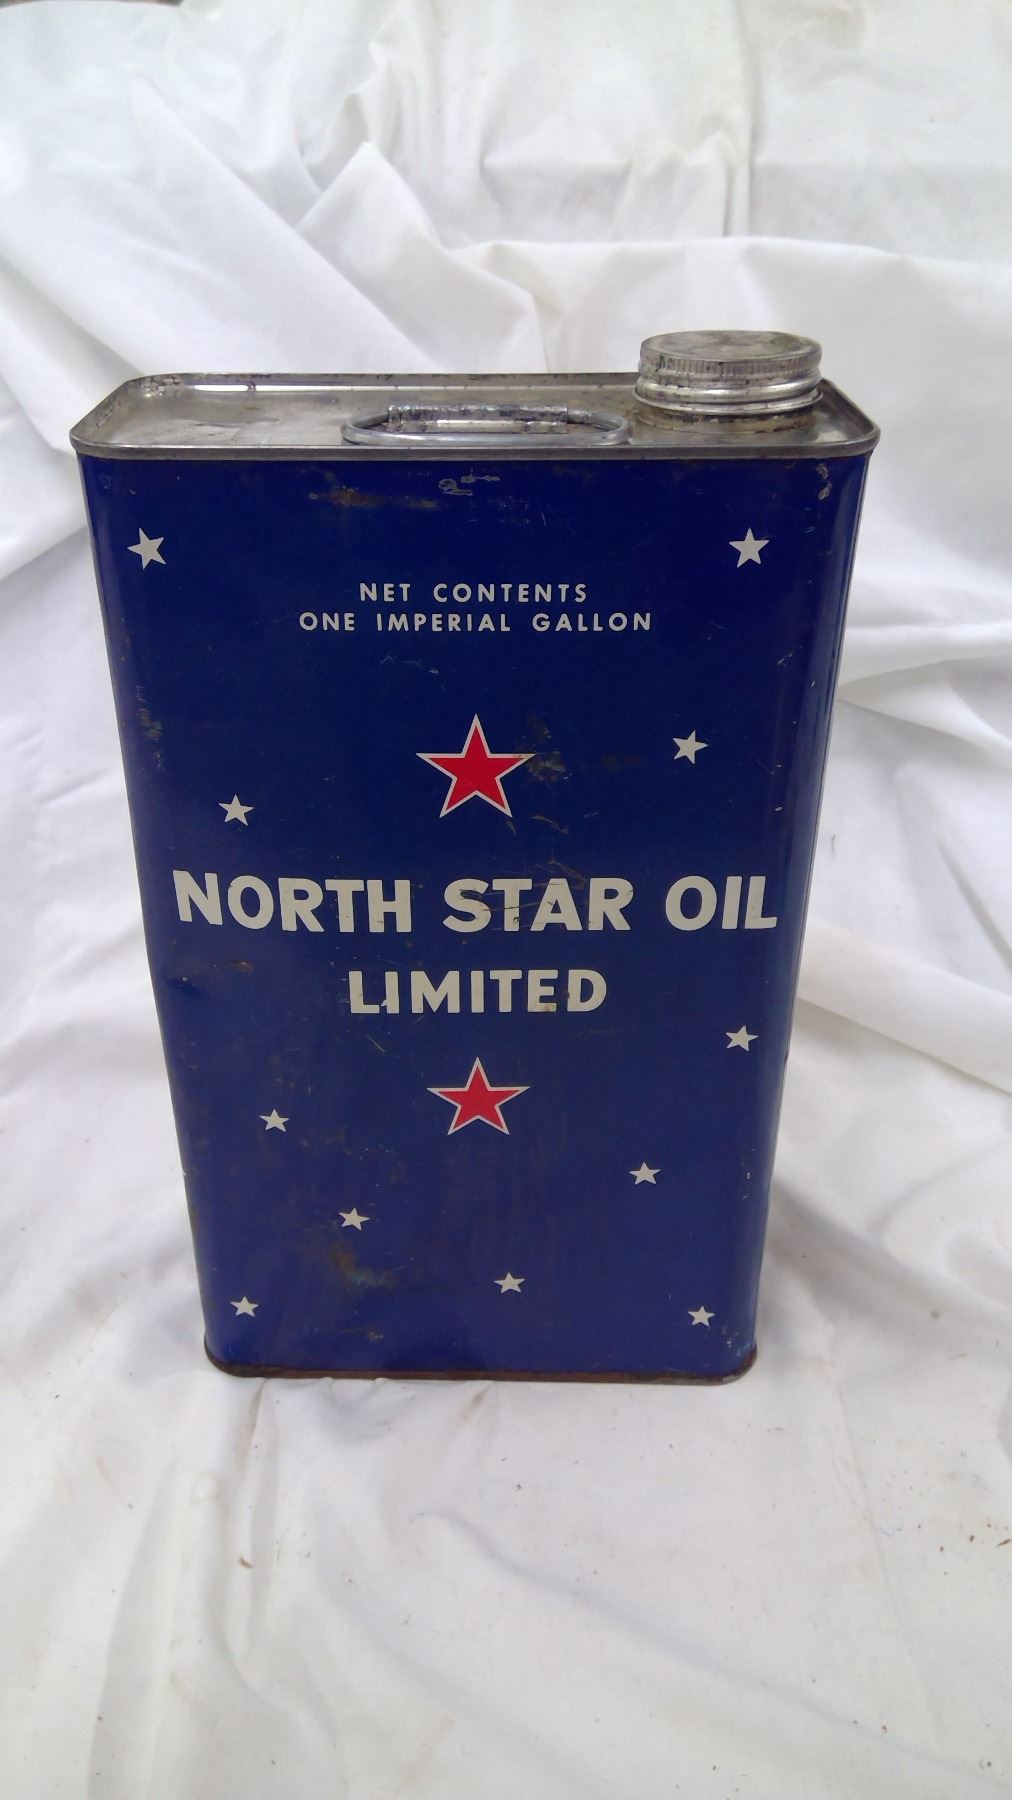 NET CONTENTS
ONE IMPERIAL GALLON
NORTH STAR OIL
LIMITED